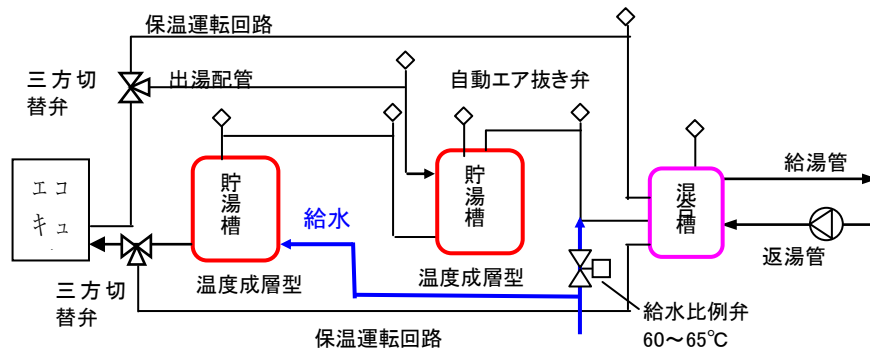 保温運転回路
三方切
替弁
出湯配管
自動エア抜き弁
エコ
キュ
貯湯槽
給水
貯湯槽
混合槽
給湯管
返湯管
温度成層型
温度成層型
三方切
替弁
給水比例弁
60～65℃
保温運転回路